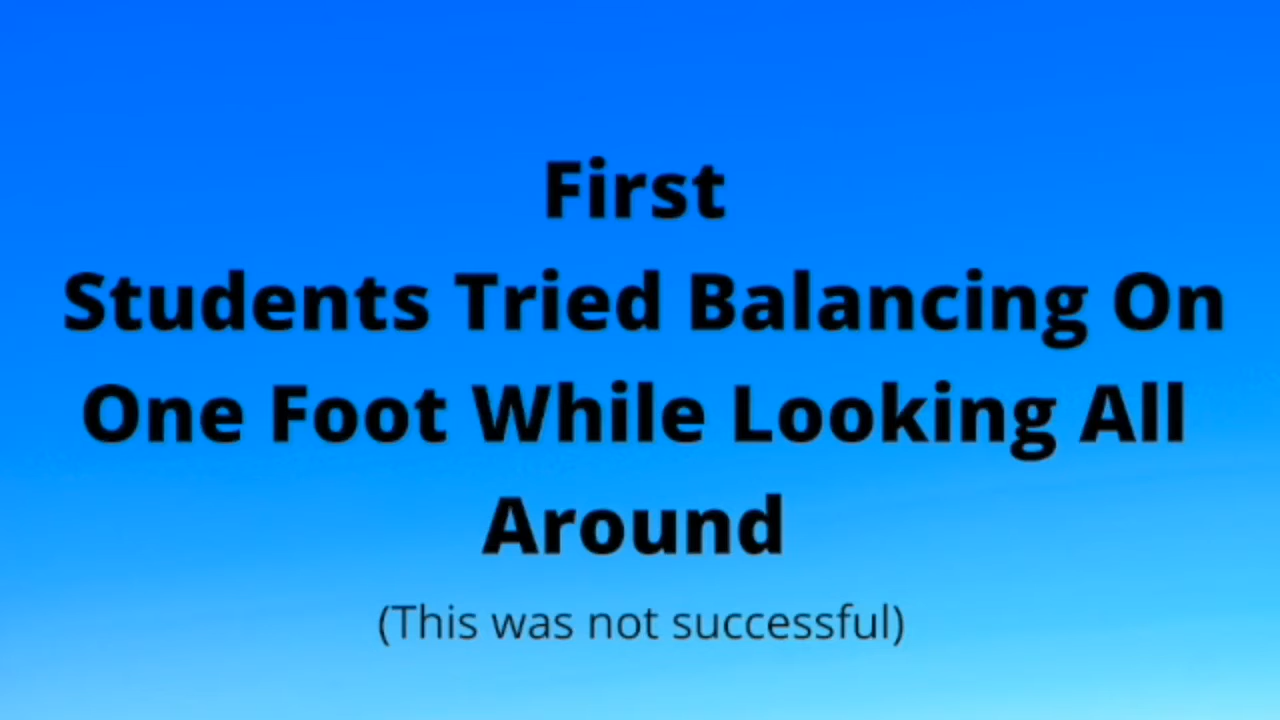 First
Students Tried Balancing On
One Foot While Looking All
Around
(This was not successful)